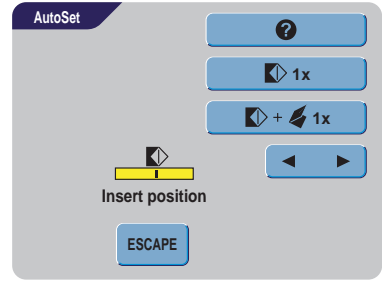 AutoSet
?
1x
+ 1x
Insert position
ESCAPE